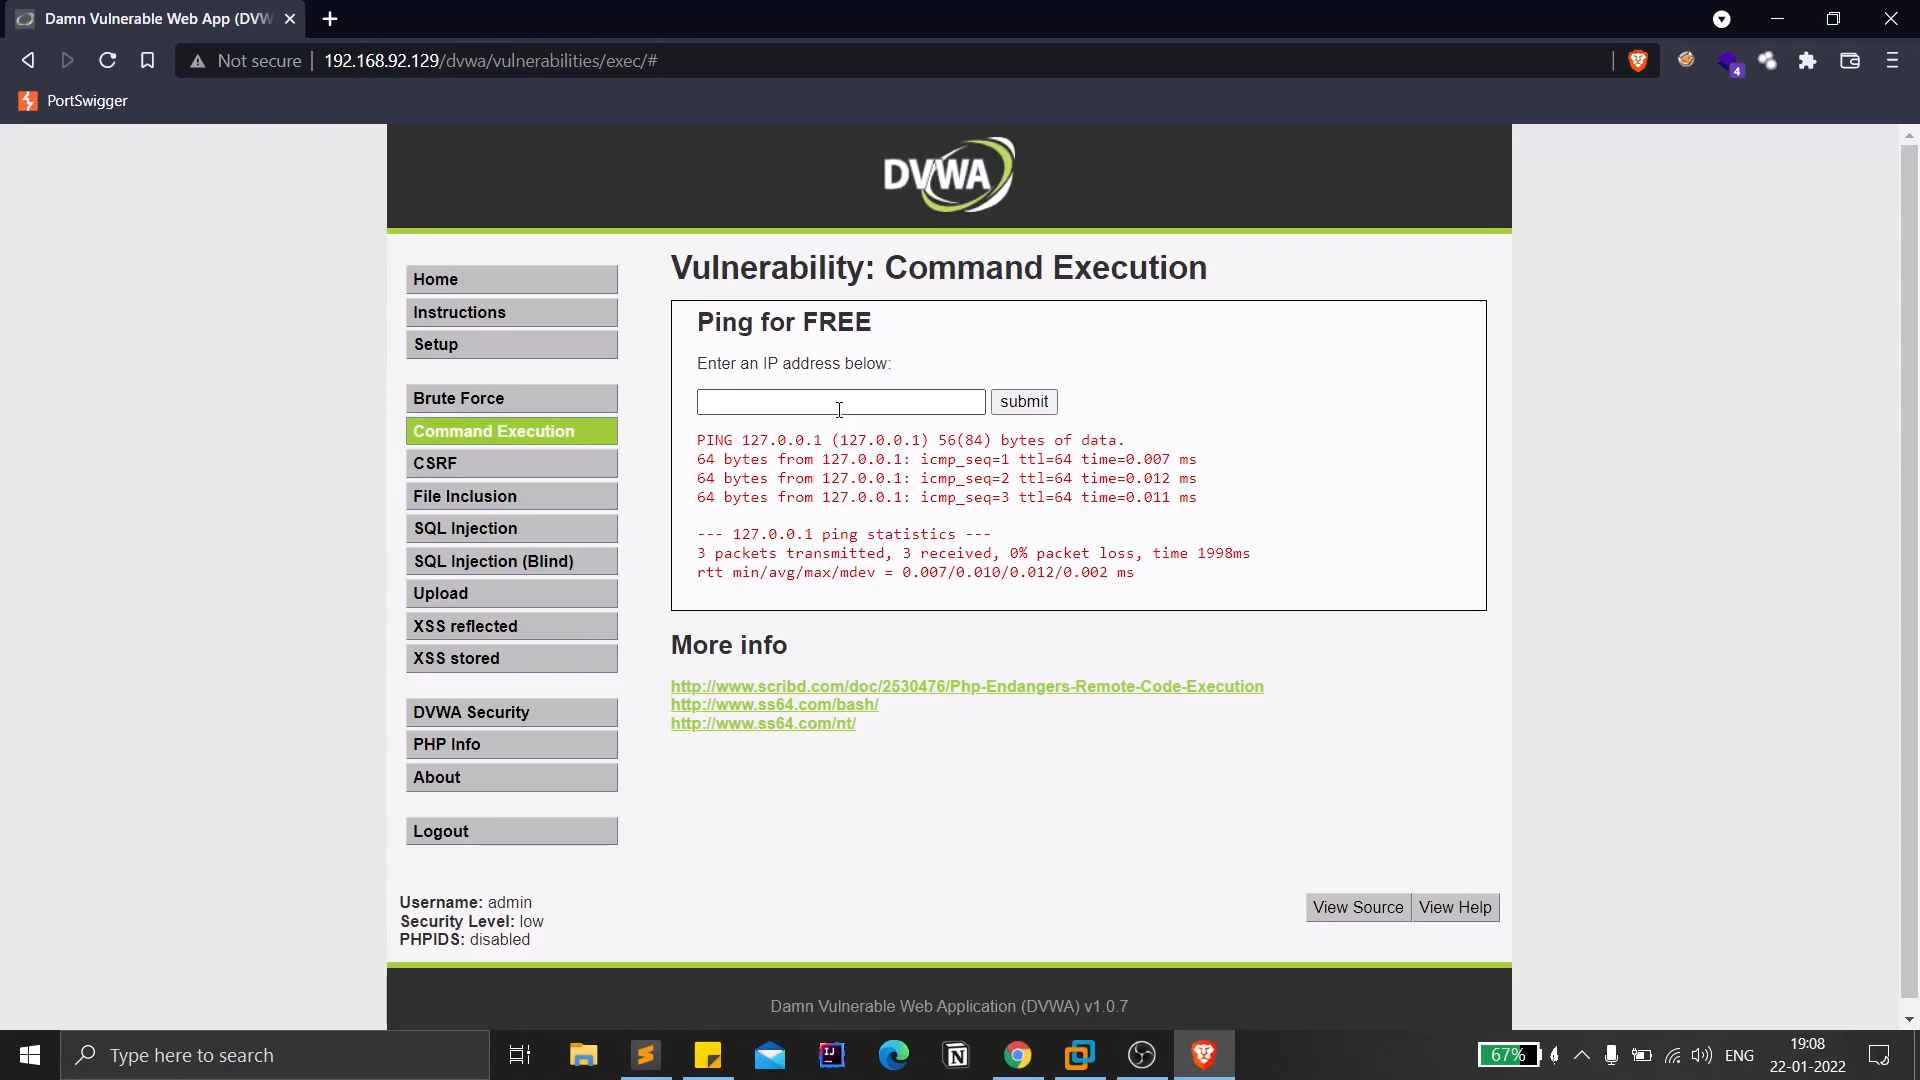 Damn Vulnerable Web App (DVW
Not secure
192.168.92.129/dvwa/vulnerabilities/exec/#
4
PortSwigger
DVWA
Home
Instructions
Setup
Brute Force
Command Execution
CSRF
File Inclusion
SQL Injection
SQL Injection (Blind)
Upload
XSS reflected
XSS stored
DVWA Security
PHP Info
About
Logout
Username: admin
Security Level: low
PHPIDS: disabled
Vulnerability: Command Execution
Ping for FREE
Enter an IP address below:
submit
PING 127.0.0.1 (127.0.0.1) 56(84) bytes of data.
64 bytes from 127.0.0.1: icmp_seq=1 ttl=64 time=0.007 ms
64 bytes from 127.0.0.1: icmp_seq=2 ttl=64 time=0.012 ms
64 bytes from 127.0.0.1: icmp_seq=3 ttl=64 time=0.011 ms
--- 127.0.0.1 ping statistics ---
3 packets transmitted, 3 received, 0% packet loss, time 1998ms
rtt min/avg/max/mdev = 0.007/0.010/0.012/0.002 ms
More info
http://www.scribd.com/doc/2530476/Php-Endangers-Remote-Code-Execution
http://www.ss64.com/bash/
http://www.ss64.com/nt/
View Source
View Help
Damn Vulnerable Web Application (DVWA) v1.0.7
Type here to search
67%
ENG
19:08
22-01-2022